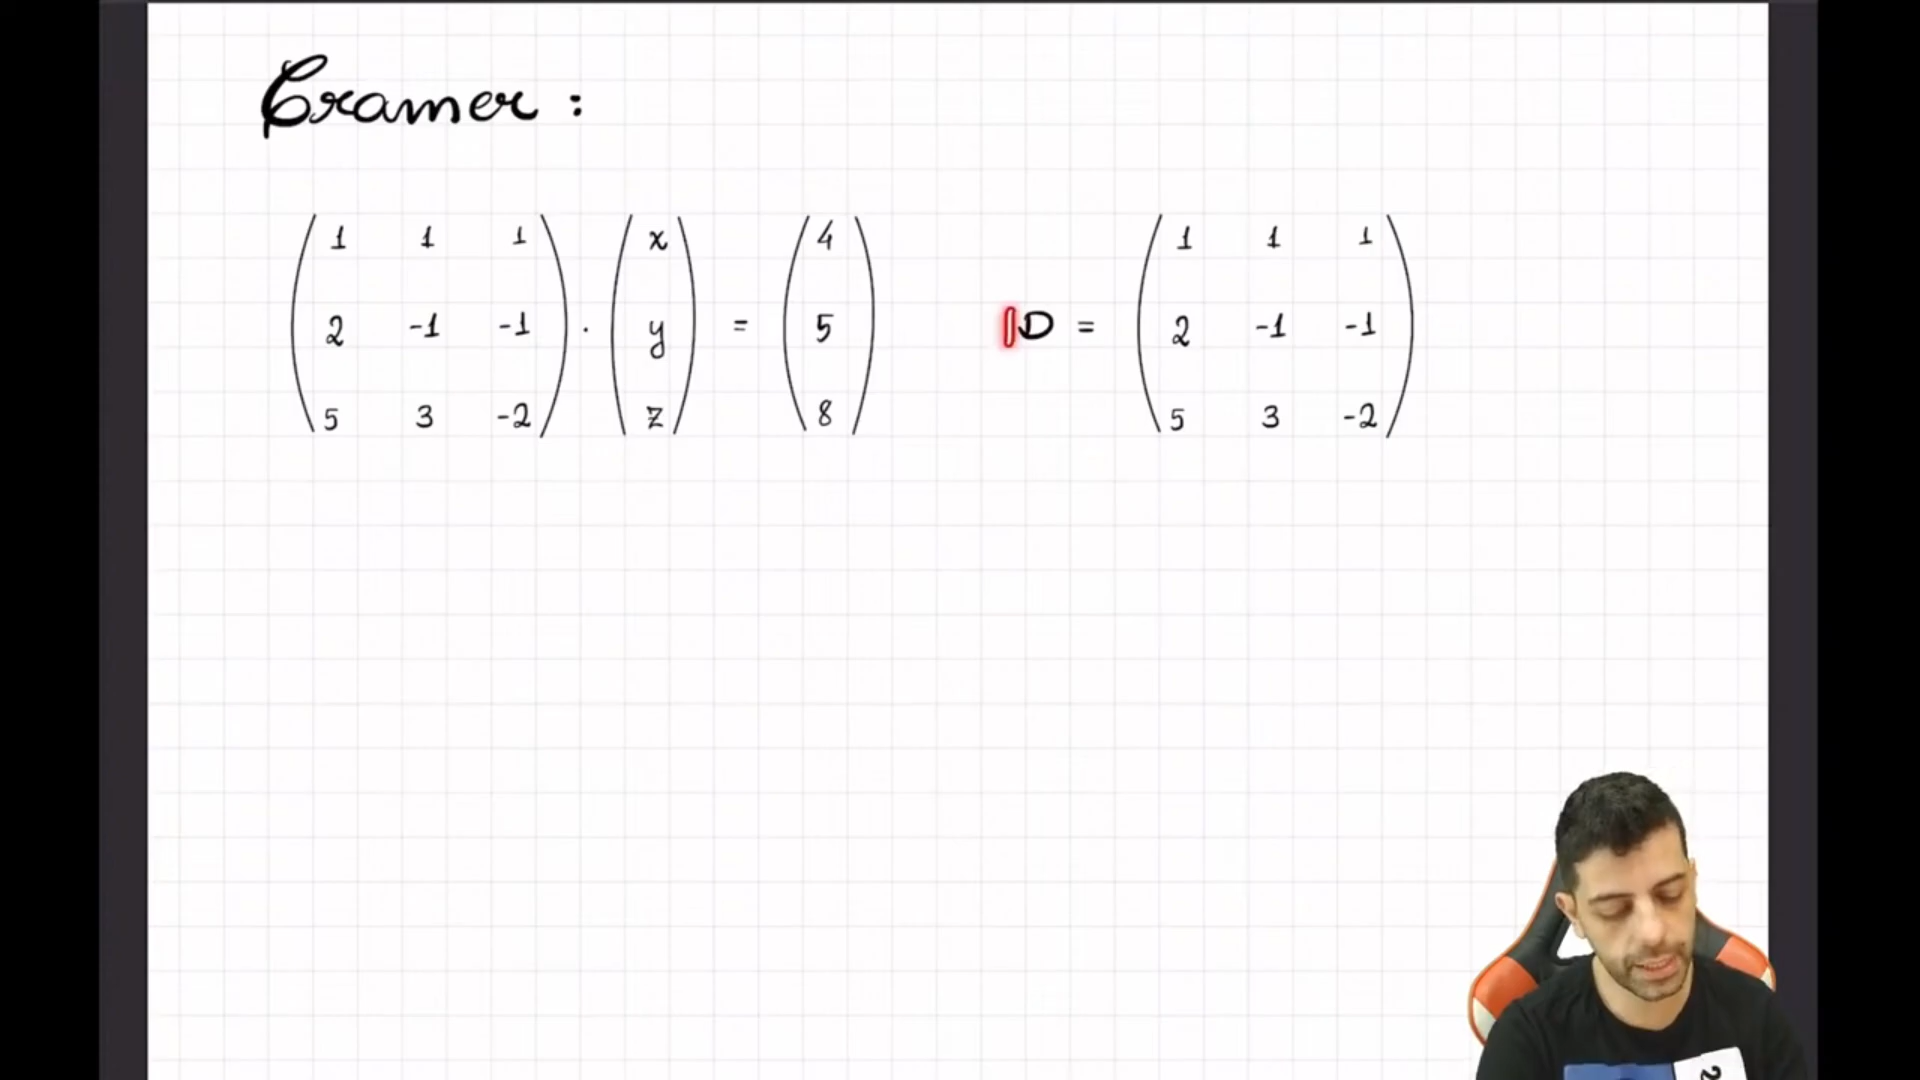 Cramer :
1 1 1 x 4 1 1 1
2 -1 -1 · y = 5 D = 2 -1 -1
5 3 -2 z 8 5 3 -2
2